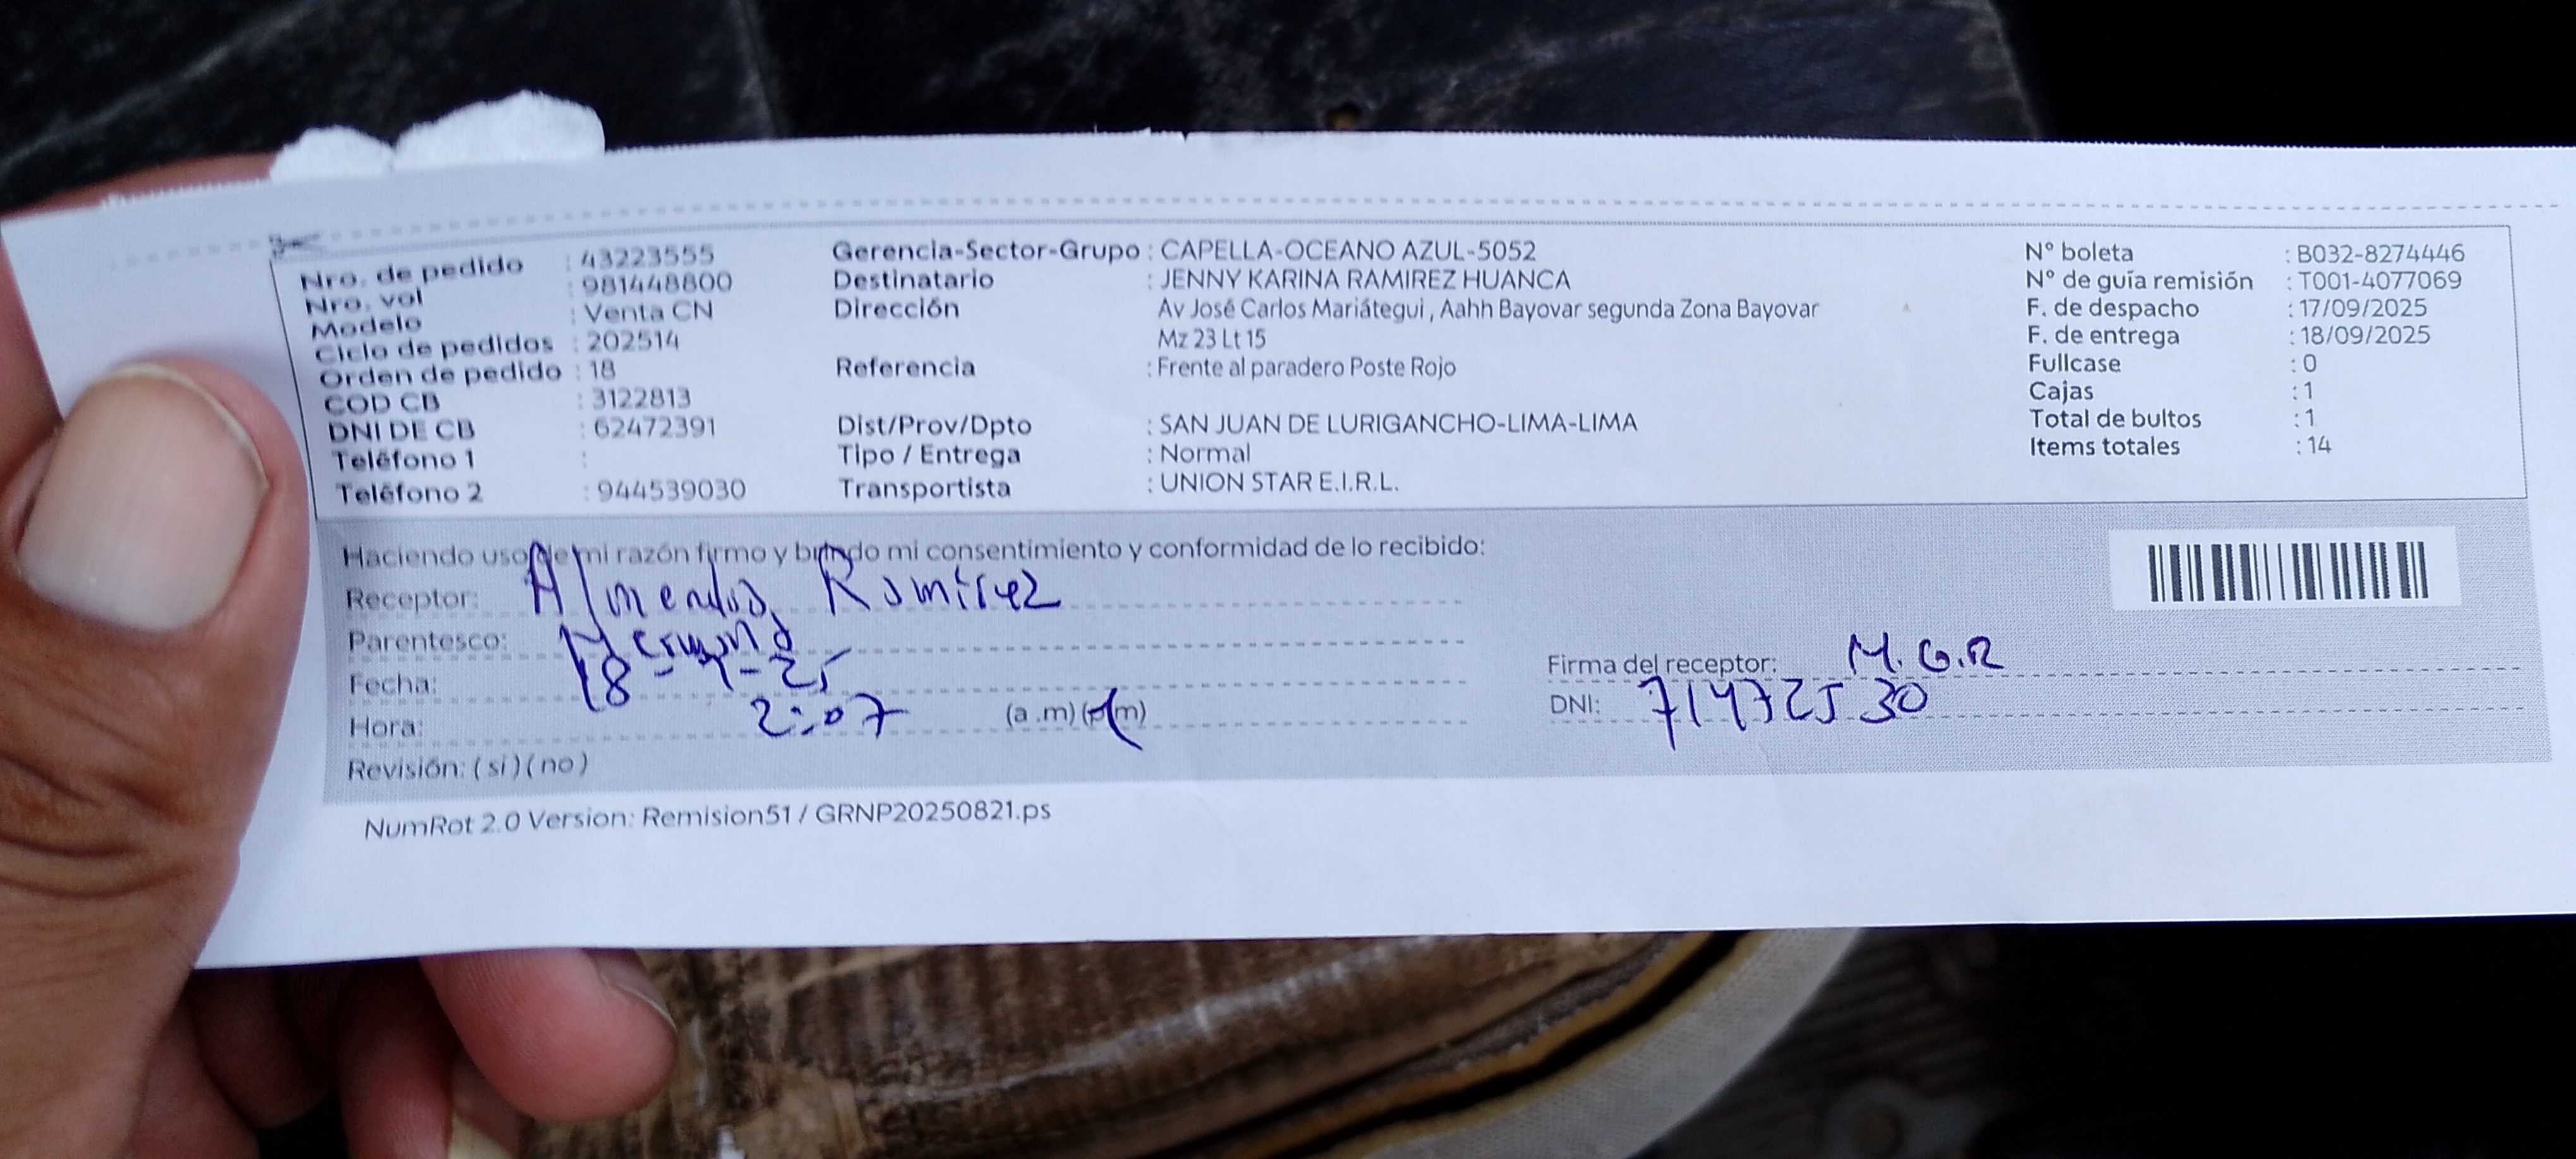 Nro. de pedido : 43223555
Nro. vol : 981448800
Modelo : Venta CN
Ciclo de pedidos : 202514
Orden de pedido : 18
COD CB : 3122813
DNI DE CB : 62472391
Teléfono 1 :
Teléfono 2 : 944539030
Gerencia-Sector-Grupo : CAPELLA-OCEANO AZUL-5052
Destinatario : JENNY KARINA RAMIREZ HUANCA
Dirección Av José Carlos Mariátegui , Aahh Bayovar segunda Zona Bayovar
Mz 23 Lt 15
Referencia : Frente al paradero Poste Rojo
Dist/Prov/Dpto : SAN JUAN DE LURIGANCHO-LIMA-LIMA
Tipo / Entrega : Normal
Transportista : UNION STAR E.I.R.L.
N° boleta : B032-8274446
N° de guía remisión : T001-4077069
F. de despacho : 17/09/2025
F. de entrega : 18/09/2025
Fullcase : 0
Cajas : 1
Total de bultos : 1
Items totales : 14
Haciendo uso de mi razón firmo y brindo mi consentimiento y conformidad de lo recibido:
Receptor: Ramirez
Parentesco:
Fecha: 18-9-25
Hora: 2:07 (a .m) (p.m)
Revisión: ( si ) ( no )
Firma del receptor: M.G.R
DNI: 71472530
NumRot 2.0 Version: Remision51 / GRNP20250821.ps